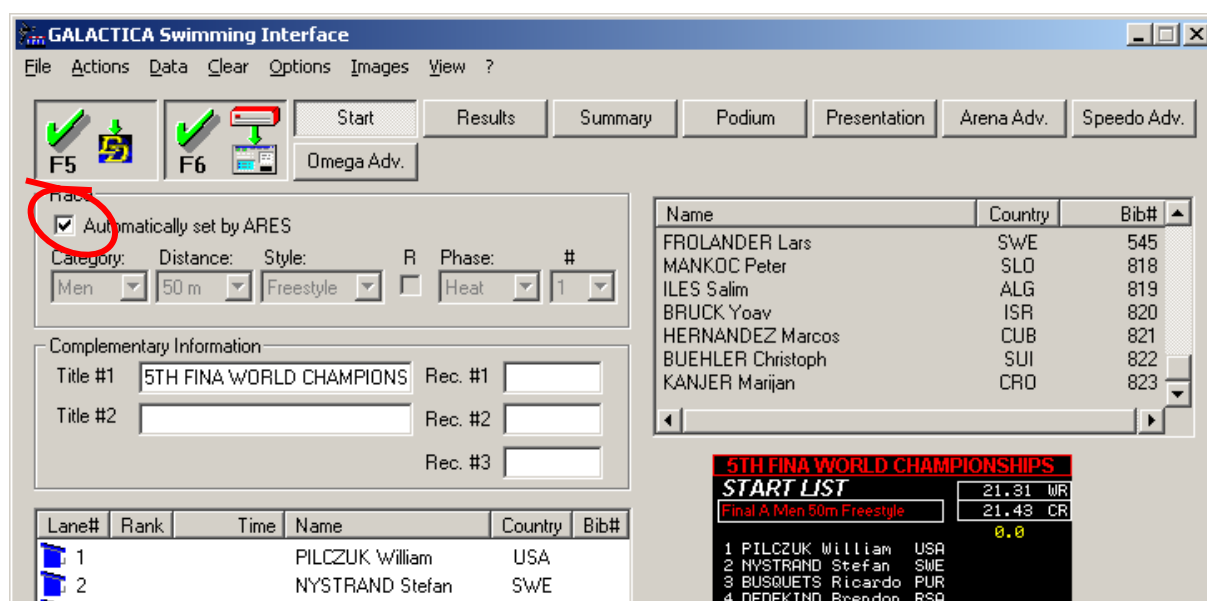 GALACTICA Swimming Interface
File Actions Data Clear Options Images View ?
F5 F6 Start Results Summary Podium Presentation Arena Adv. Speedo Adv.
Omega Adv.
Race
Automatically set by ARES
Category: Distance: Style: R Phase: #
Men 50 m Freestyle Heat 1
Complementary Information
Title #1 5TH FINA WORLD CHAMPIONS Rec. #1
Title #2 Rec. #2
Rec. #3
Lane# Rank Time Name Country Bib#
1 PILCZUK William USA
2 NYSTRAND Stefan SWE
Name Country Bib#
FROLANDER Lars SWE 545
MANKOC Peter SLO 818
ILES Salim ALG 819
BRUCK Yoav ISR 820
HERNANDEZ Marcos CUB 821
BUEHLER Christoph SUI 822
KANJER Marijan CRO 823
5TH FINA WORLD CHAMPIONSHIPS
START LIST 21.31 WR
Final A Men 50m Freestyle 21.43 CR
0.0
1 PILCZUK William USA
2 NYSTRAND Stefan SWE
3 BUSQUETS Ricardo PUR
4 DEDEKIND Brendon RSA